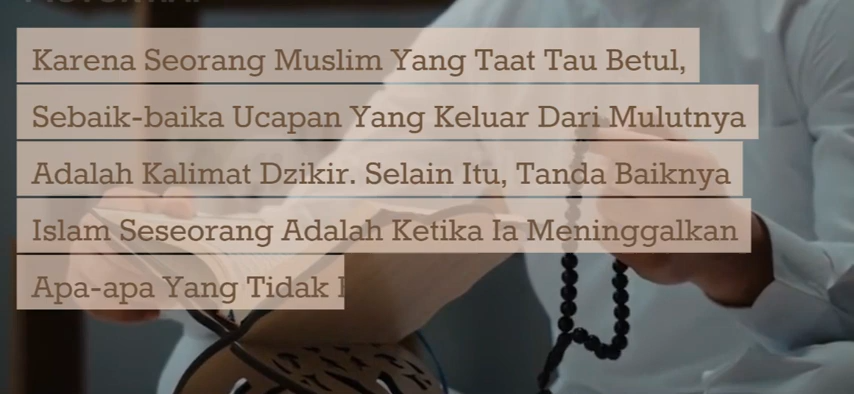 Karena Seorang Muslim Yang Taat Tau Betul,
Sebaik-baika Ucapan Yang Keluar Dari Mulutnya
Adalah Kalimat Dzikir. Selain Itu, Tanda Baiknya
Islam Seseorang Adalah Ketika Ia Meninggalkan
Apa-apa Yang Tidak